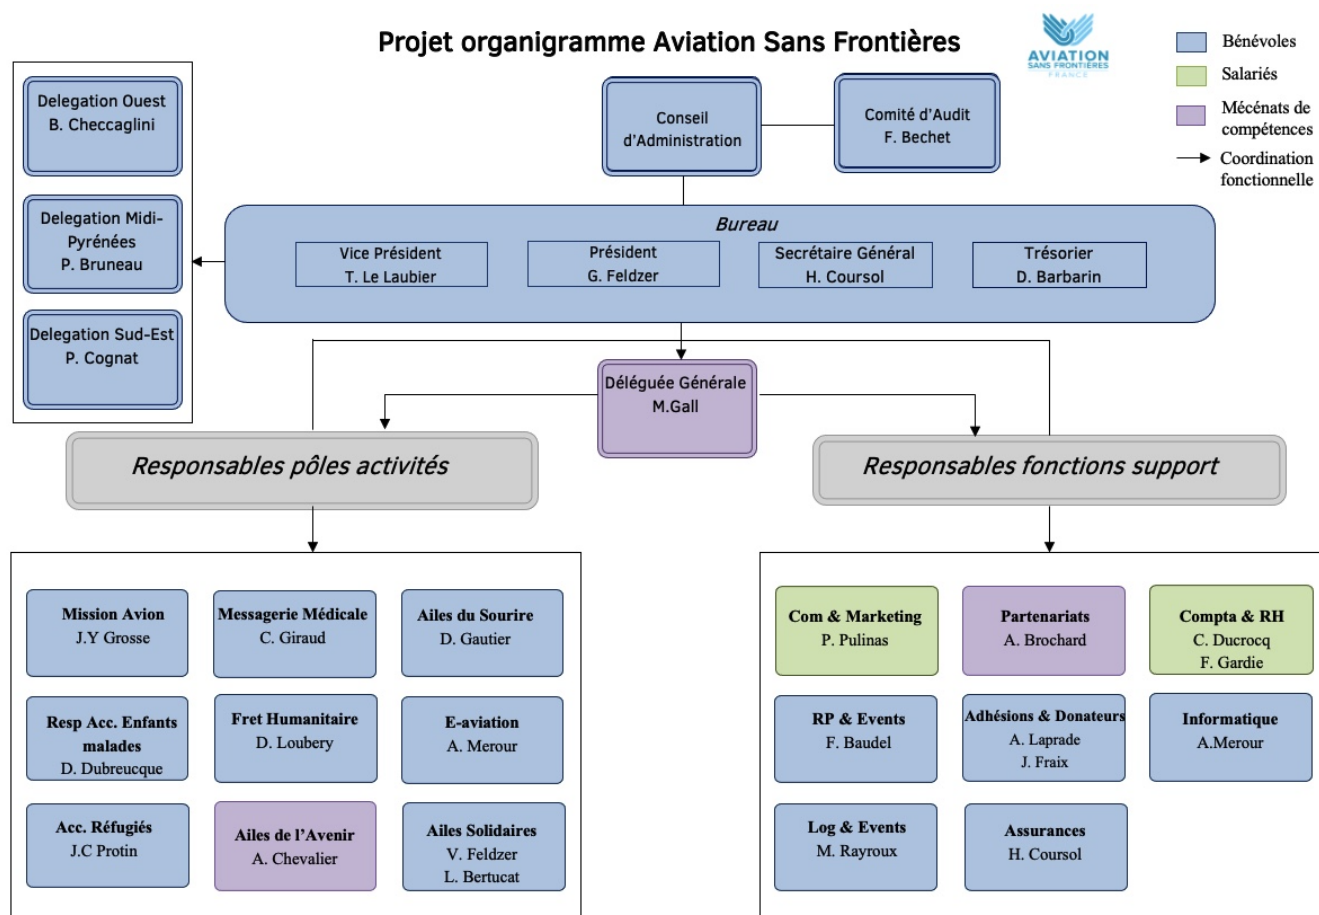 Projet organigramme Aviation Sans Frontières
AVIATION
SANS FRONTIÈRES
FRANCE
Bénévoles
Salariés
Mécénats de
compétences
Coordination
fonctionnelle
Delegation Ouest
B. Checcaglini
Delegation Midi-
Pyrénées
P. Bruneau
Delegation Sud-Est
P. Cognat
Conseil
d'Administration
Comité d'Audit
F. Bechet
Bureau
Vice Président
T. Le Laubier
Président
G. Feldzer
Secrétaire Général
H. Coursol
Trésorier
D. Barbarin
Déléguée Générale
M.Gall
Responsables pôles activités
Responsables fonctions support
Mission Avion
J.Y Grosse
Messagerie Médicale
C. Giraud
Ailes du Sourire
D. Gautier
Resp Acc. Enfants
malades
D. Dubreucque
Fret Humanitaire
D. Loubery
E-aviation
A. Merour
Acc. Réfugiés
J.C Protin
Ailes de l'Avenir
A. Chevalier
Ailes Solidaires
V. Feldzer
L. Bertucat
Com & Marketing
P. Pulinas
Partenariats
A. Brochard
Compta & RH
C. Ducrocq
F. Gardie
RP & Events
F. Baudel
Adhésions & Donateurs
A. Laprade
J. Fraix
Informatique
A.Merour
Log & Events
M. Rayroux
Assurances
H. Coursol